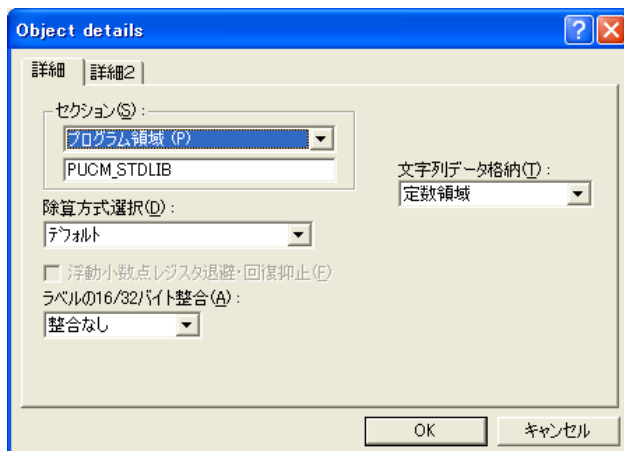 Object details
詳細 詳細2
セクション(S) :
プログラム領域 (P)
PUCM_STDLIB
文字列データ格納(T) :
定数領域
除算方式選択(D) :
デフォルト
浮動小数点レジスタ退避・回復抑止(F)
ラベルの16/32バイト整合(A) :
整合なし
OK キャンセル